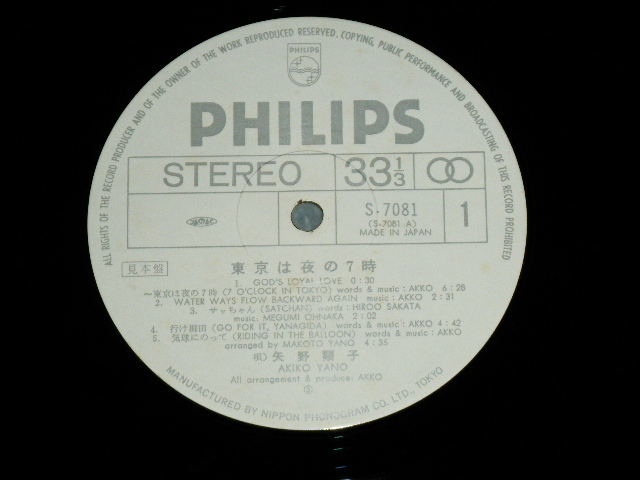 ALL RIGHTS OF THE RECORD PRODUCER AND OF THE OWNER OF THE WORK REPRODUCED RESERVED. COPYING, PUBLIC PERFORMANCE AND BROADCASTING OF THIS RECORD PROHIBITED
PHILIPS
PHILIPS
STEREO 33 1/3
S-7081
(S-7081 A)
MADE IN JAPAN
1
見本盤 東京は夜の7時
1. GOD'S LOYAL LOVE 0:30
～東京は夜の7時 (7 O'CLOCK IN TOKYO) words & music: AKKO 6:28
2. WATER WAYS FLOW BACKWARD AGAIN music: AKKO 2:31
3. サッちゃん (SATCHAN) words: HIROO SAKATA
music: MEGUMI OHNAKA 2:02
4. 行け柳田 (GO FOR IT, YANAGIDA) words & music: AKKO 4:42
5. 気球にのって (RIDING IN THE BALLOON) words & music: AKKO
arranged by MAKOTO YANO 4:35
唄) 矢野顕子
AKIKO YANO
All arrangement & produce: AKKO
MANUFACTURED BY NIPPON PHONOGRAM CO. LTD., TOKYO